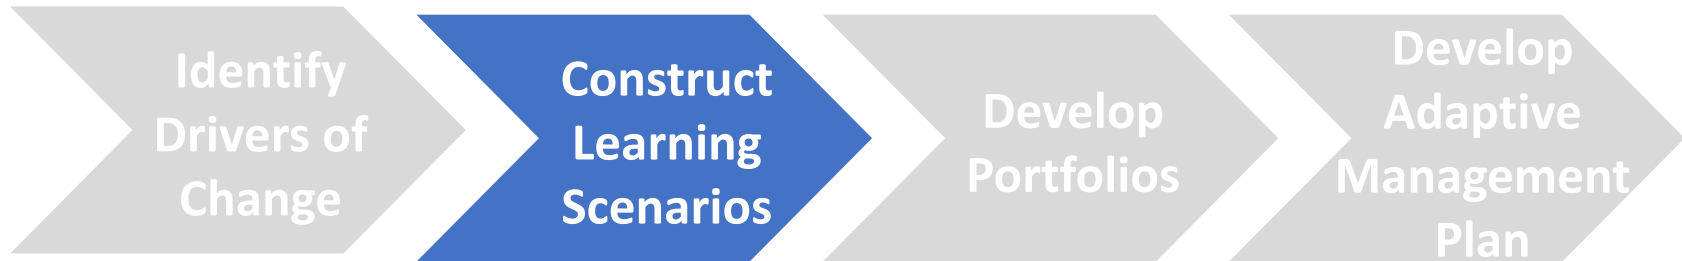 Identify
Drivers of
Change
Construct
Learning
Scenarios
Develop
Portfolios
Develop
Adaptive
Management
Plan